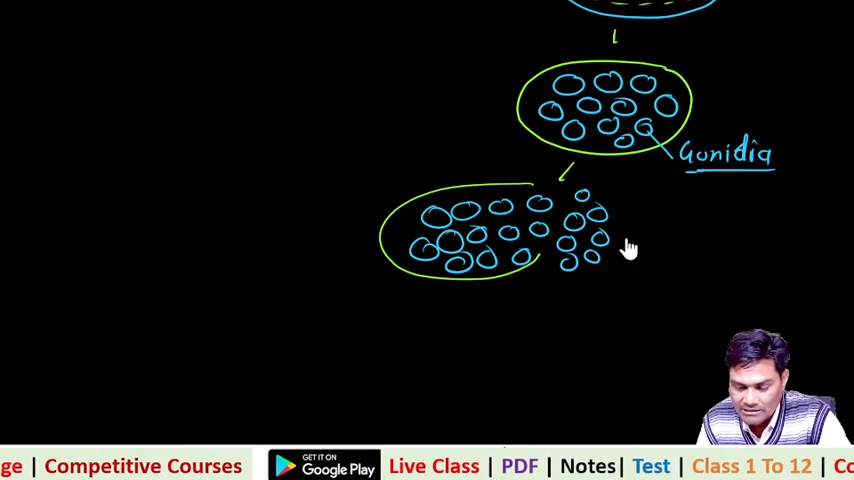 Gonidia
ge | Competitive Courses
GET IT ON
Google Play
Live Class | PDF | Notes| Test | Class 1 To 12 | Co